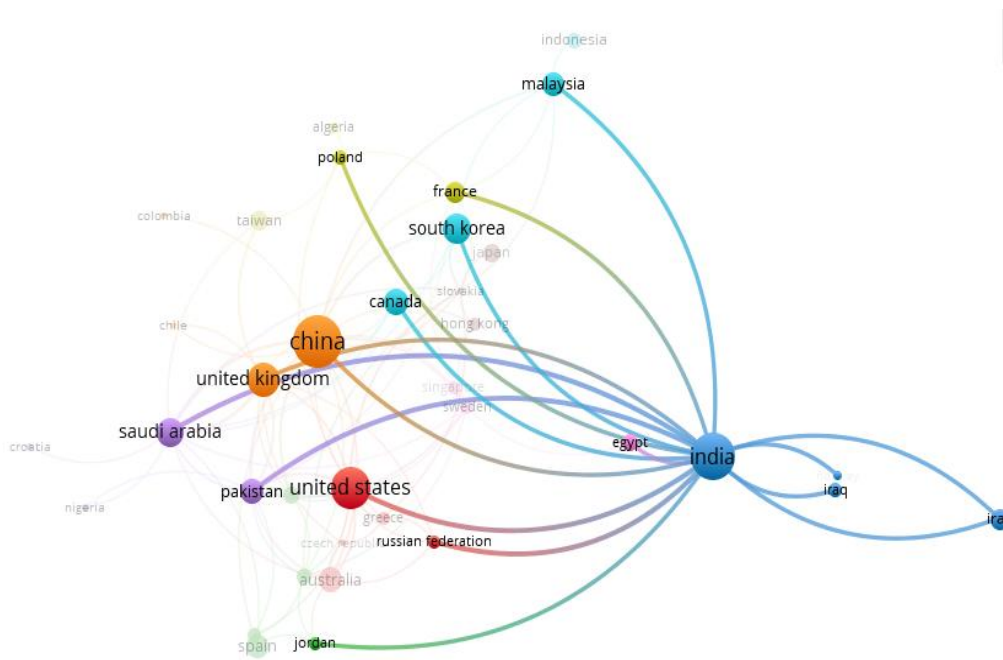 indonesia
malaysia
algeria
poland
france
colombia
taiwan
south korea
japan
slovakia
canada
chile
hong kong
china
united kingdom
singapore
sweden
saudi arabia
egypt
croatia
india
pakistan
united states
iraq
nigeria
greece
ira
russian federation
australia
jordan
spain